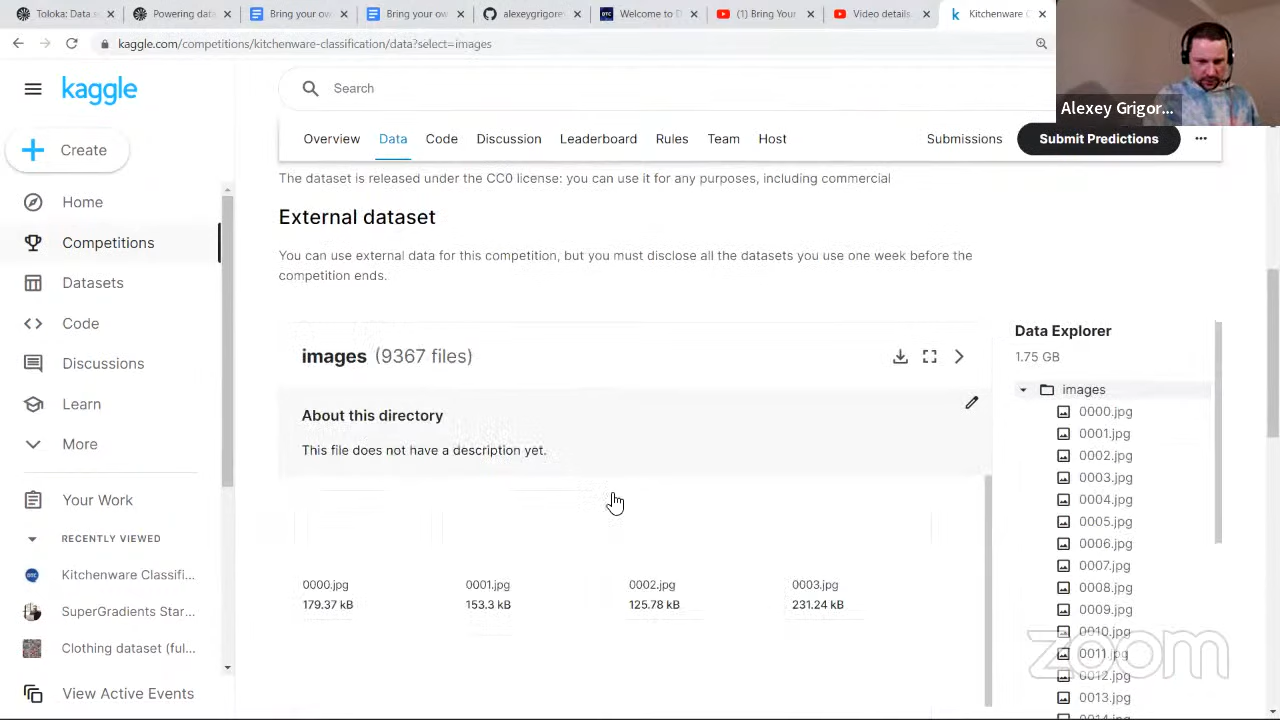 Toloka: Data
Powering dat
Bring your o
Bring your ow
alexeygrigore
Welcome to D
(1) Bring Your
Video details
Kitchenware C
kaggle.com/competitions/kitchenware-classification/data?select=images
Alexey Grigor...
kaggle
Search
Create
Overview
Data
Code
Discussion
Leaderboard
Rules
Team
Host
Submissions
Submit Predictions
The dataset is released under the CC0 license: you can use it for any purposes, including commercial
Home
Competitions
Datasets
Code
Discussions
Learn
More
Your Work
RECENTLY VIEWED
Kitchenware Classifi...
SuperGradients Star...
Clothing dataset (ful...
View Active Events
External dataset
You can use external data for this competition, but you must disclose all the datasets you use one week before the
competition ends.
images (9367 files)
About this directory
This file does not have a description yet.
0000.jpg
179.37 kB
0001.jpg
153.3 kB
0002.jpg
125.78 kB
0003.jpg
231.24 kB
Data Explorer
1.75 GB
images
0000.jpg
0001.jpg
0002.jpg
0003.jpg
0004.jpg
0005.jpg
0006.jpg
0007.jpg
0008.jpg
0009.jpg
0010.jpg
0011.jpg
0012.jpg
0013.jpg
0014.jpg
zoom